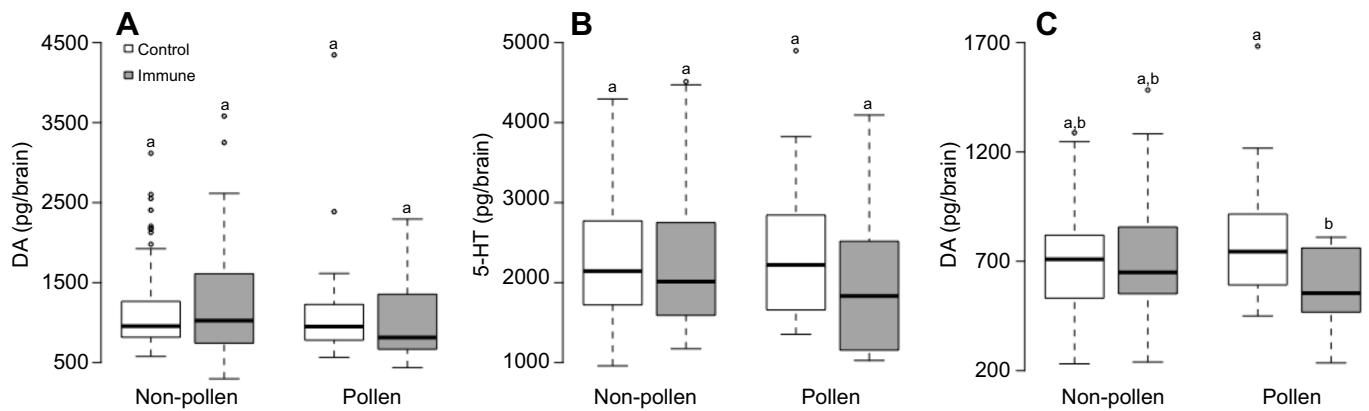 A
DA (pg/brain)
4500
3500
2500
1500
500
Control
Immune
a
a
a
a
Non-pollen
Pollen
B
5-HT (pg/brain)
5000
4000
3000
2000
1000
a
a
a
a
Non-pollen
Pollen
C
DA (pg/brain)
1700
1200
700
200
a,b
a,b
a
b
Non-pollen
Pollen